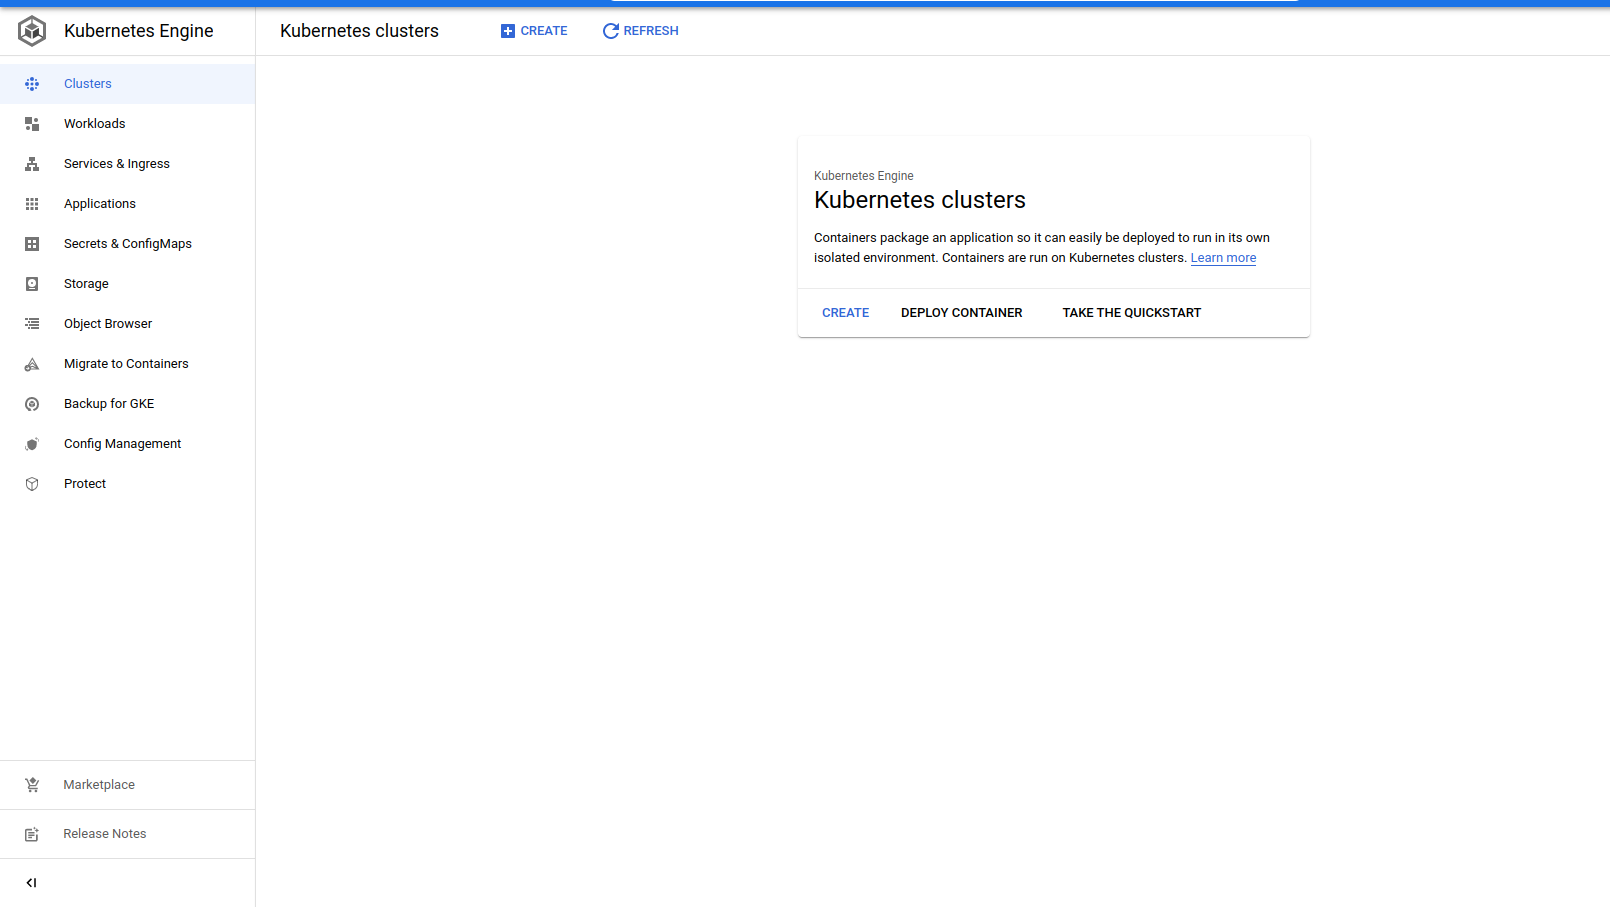 Kubernetes Engine
Kubernetes clusters
CREATE
REFRESH
Clusters
Workloads
Services & Ingress
Applications
Secrets & ConfigMaps
Storage
Object Browser
Migrate to Containers
Backup for GKE
Config Management
Protect
Marketplace
Release Notes
Kubernetes Engine
Kubernetes clusters
Containers package an application so it can easily be deployed to run in its own
isolated environment. Containers are run on Kubernetes clusters. Learn more
CREATE
DEPLOY CONTAINER
TAKE THE QUICKSTART